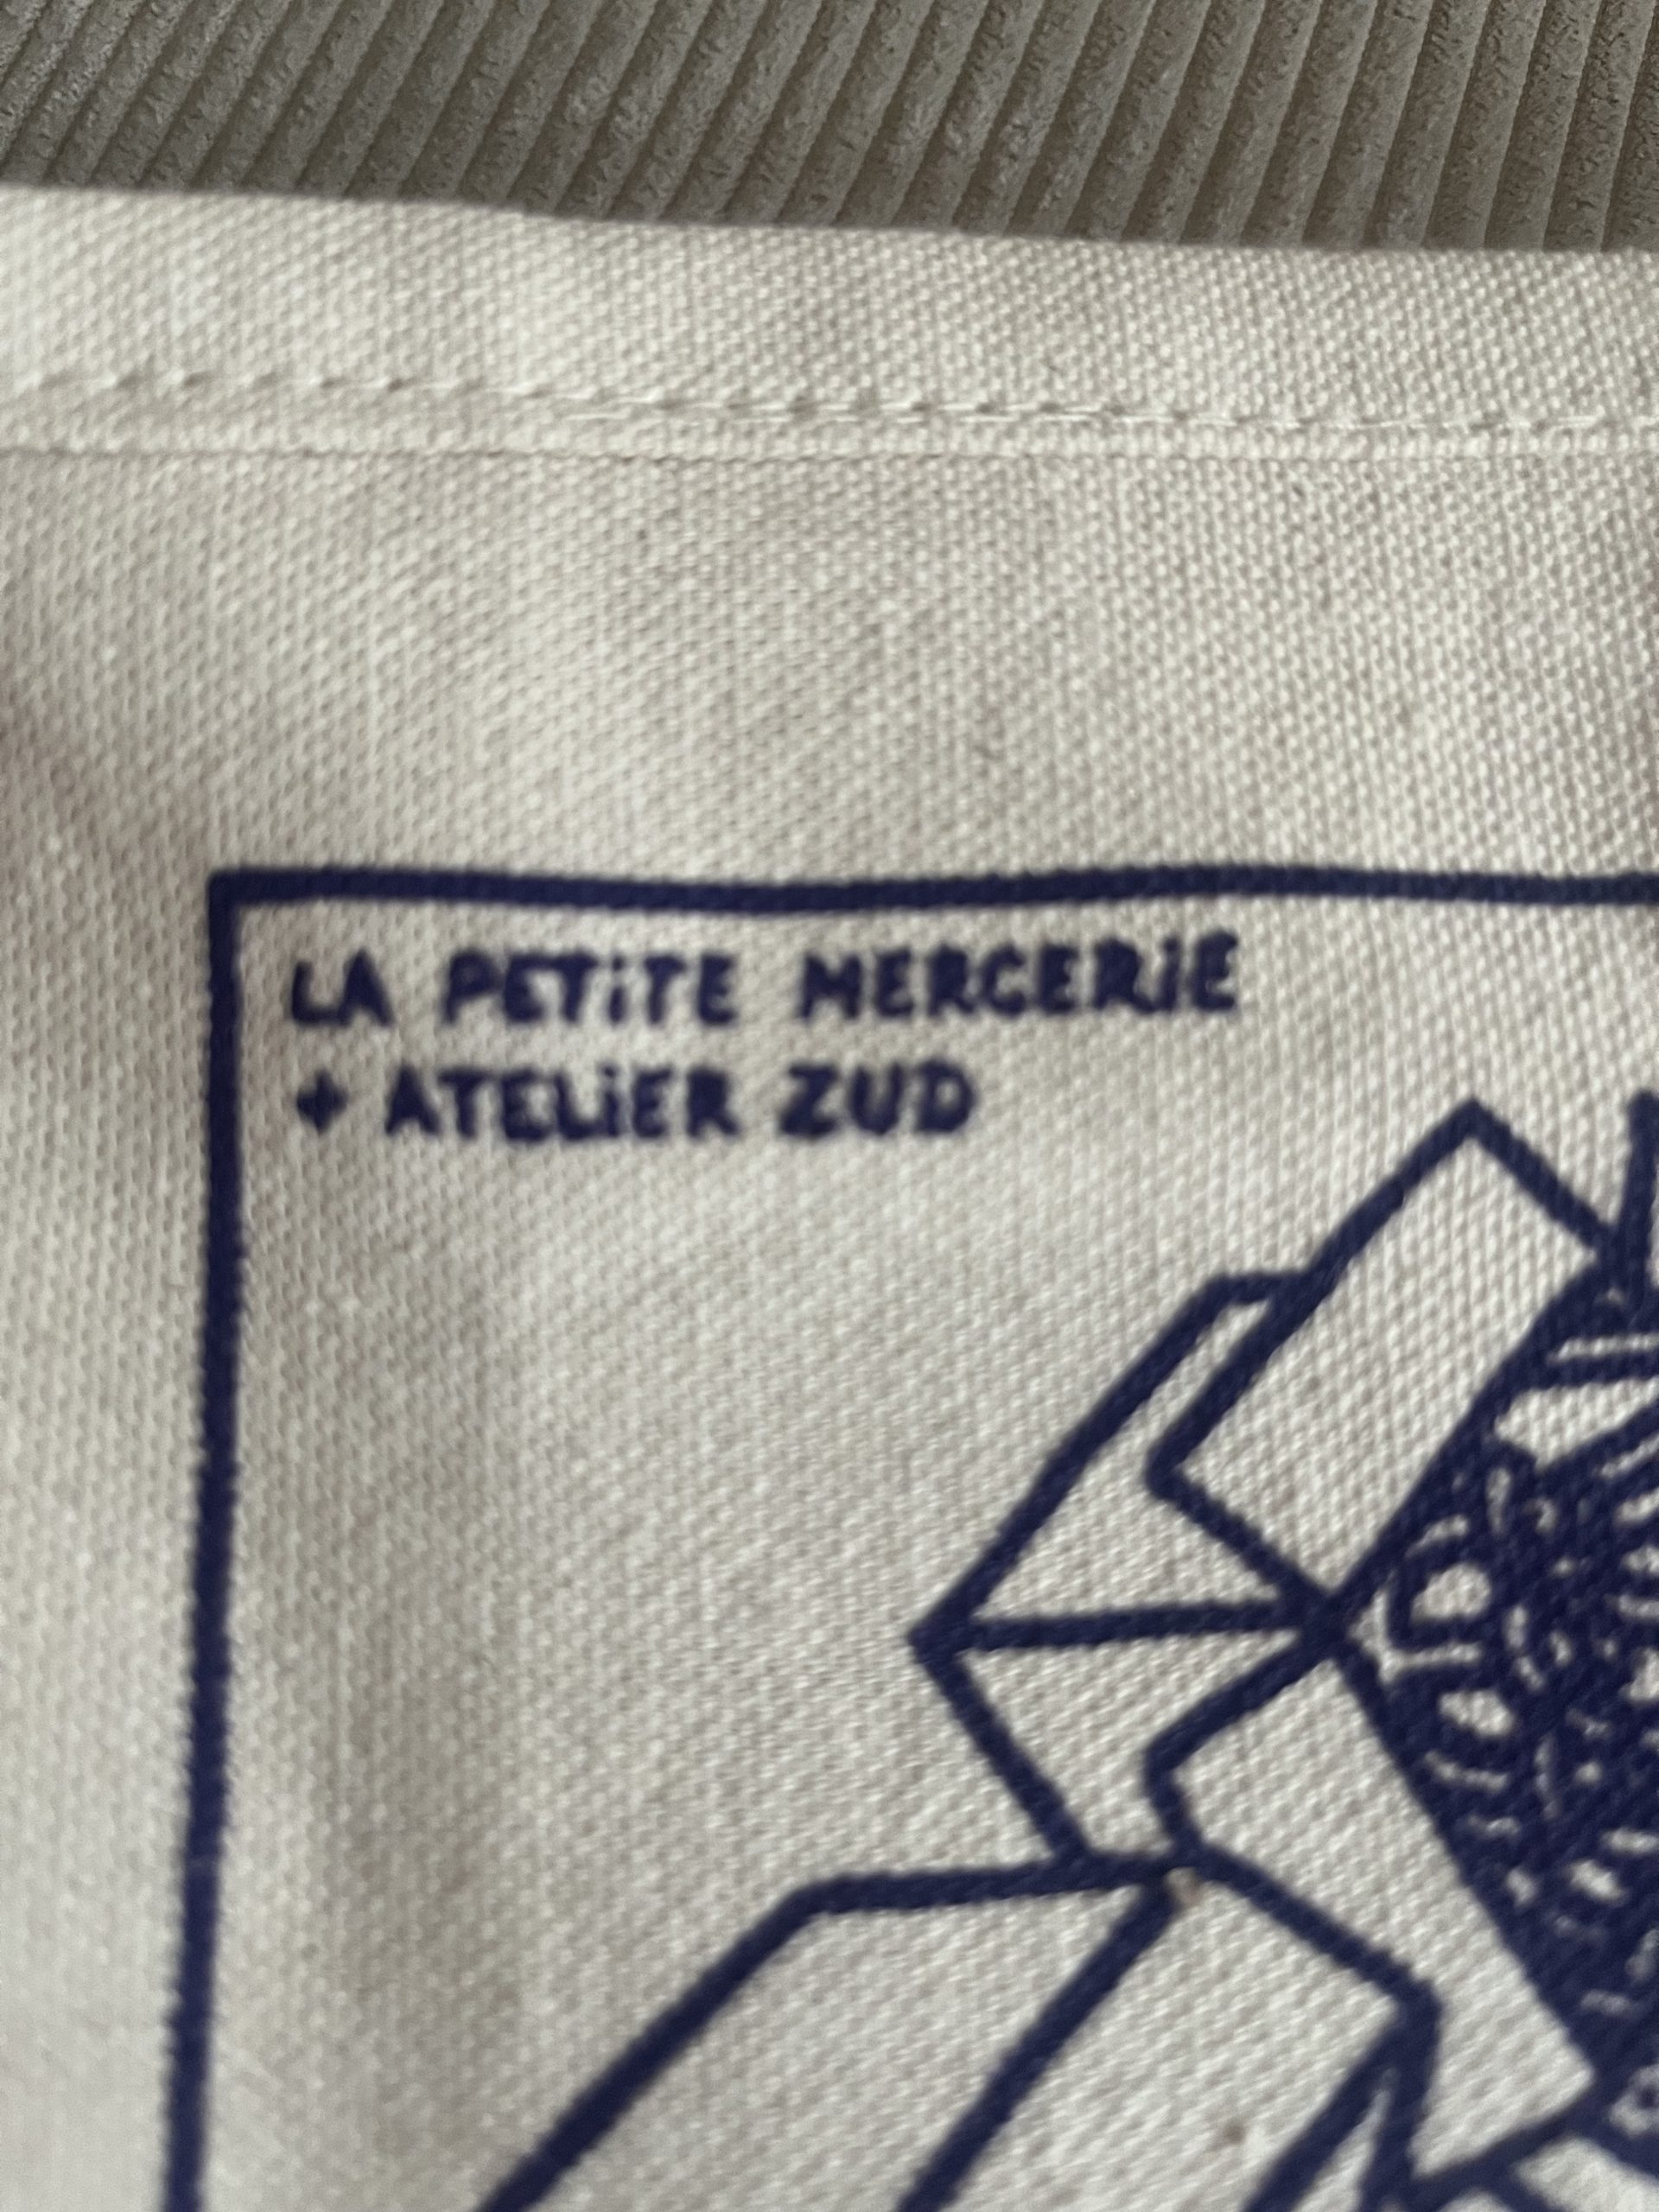 LA PETiTE MERCERiE
+ ATELiER ZUD